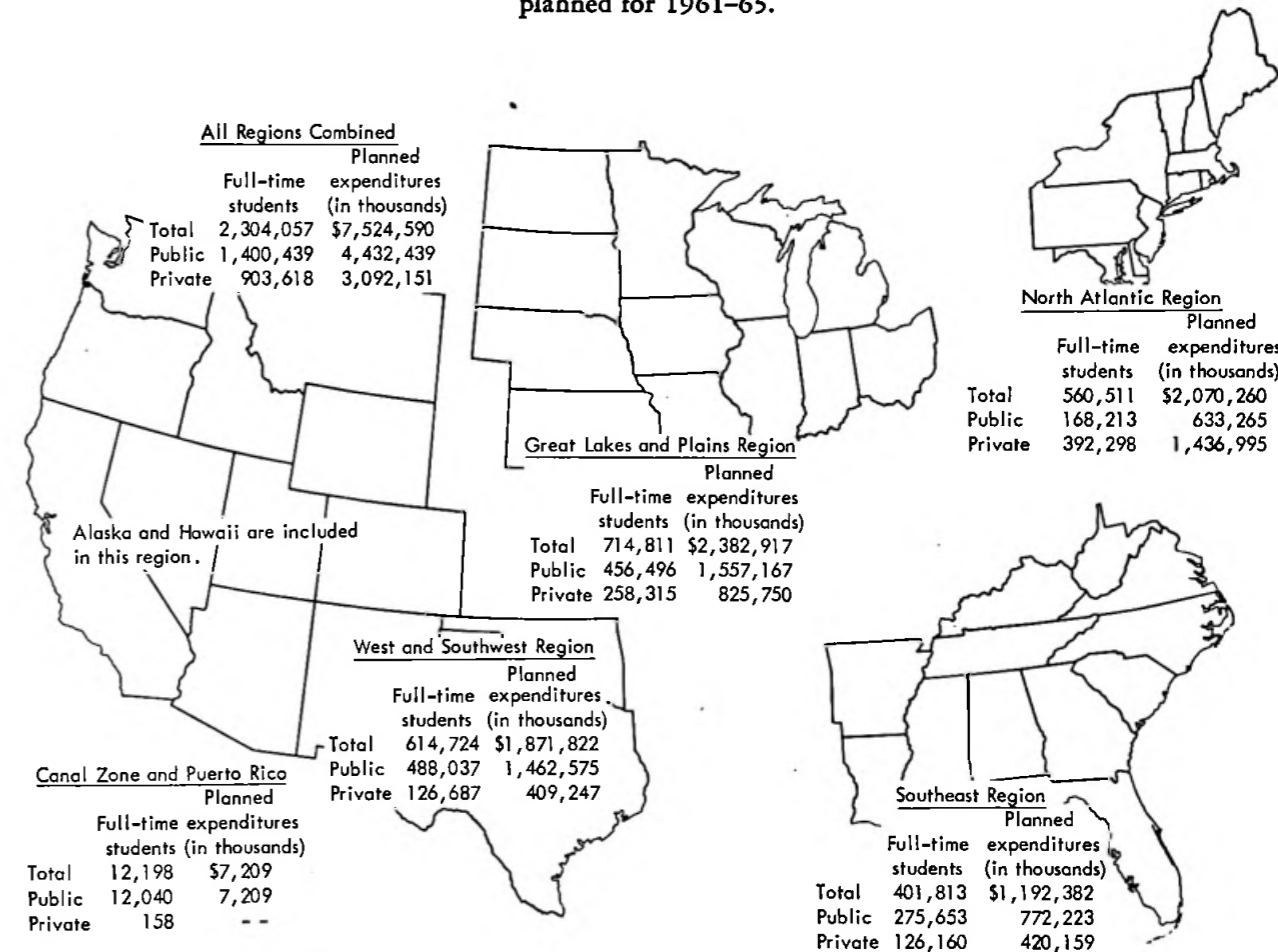 planned for 1961–65.
All Regions Combined
Planned
Full-time expenditures
students (in thousands)
Total 2,304,057 $7,524,590
Public 1,400,439 4,432,439
Private 903,618 3,092,151
North Atlantic Region
Planned
Full-time expenditures
students (in thousands)
Total 560,511 $2,070,260
Public 168,213 633,265
Private 392,298 1,436,995
Great Lakes and Plains Region
Planned
Full-time expenditures
students (in thousands)
Total 714,811 $2,382,917
Public 456,496 1,557,167
Private 258,315 825,750
Alaska and Hawaii are included
in this region.
West and Southwest Region
Planned
Full-time expenditures
students (in thousands)
Total 614,724 $1,871,822
Public 488,037 1,462,575
Private 126,687 409,247
Canal Zone and Puerto Rico
Planned
Full-time expenditures
students (in thousands)
Total 12,198 $7,209
Public 12,040 7,209
Private 158 --
Southeast Region
Planned
Full-time expenditures
students (in thousands)
Total 401,813 $1,192,382
Public 275,653 772,223
Private 126,160 420,159